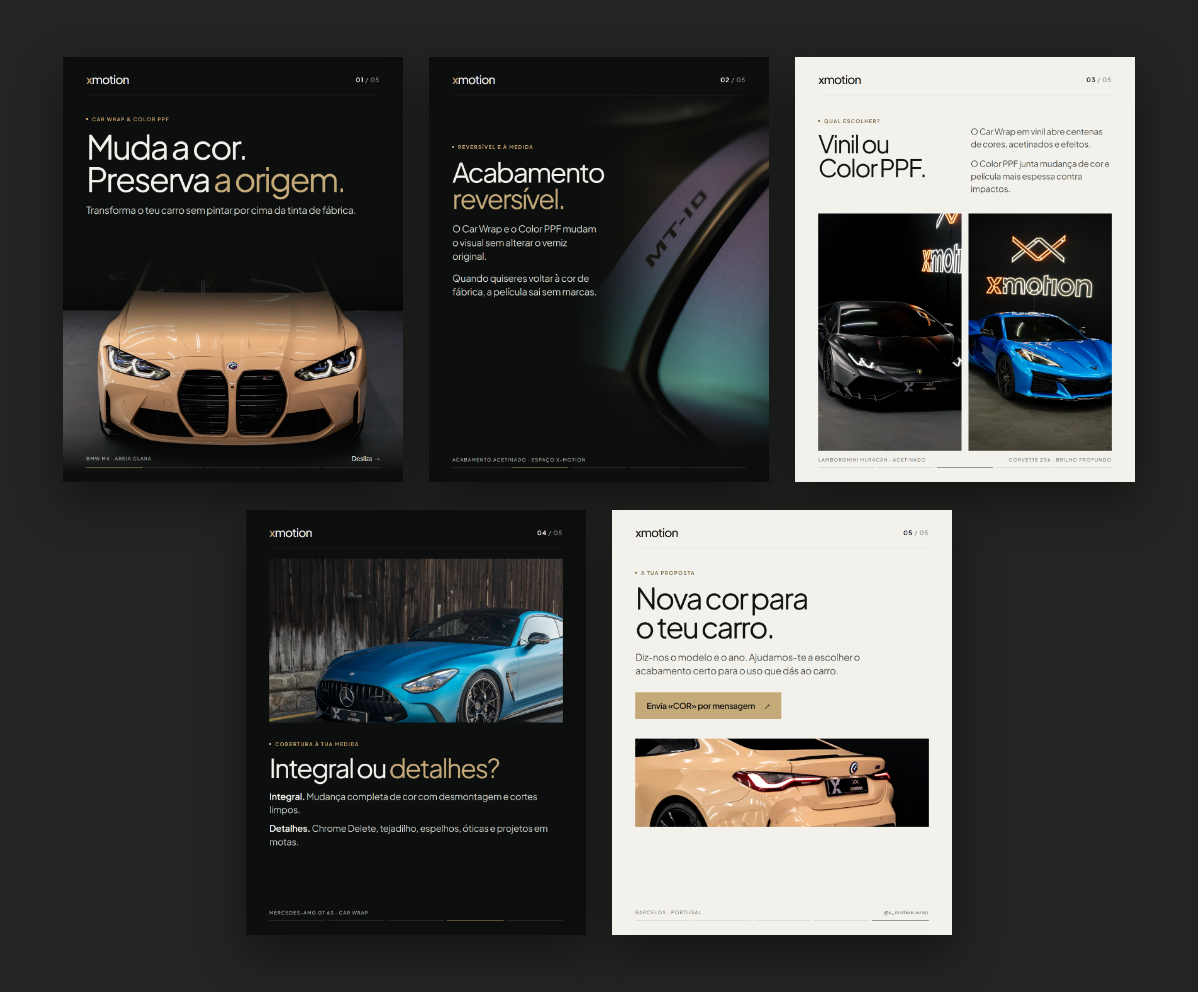 xmotion
01 / 05
CAR WRAP & COLOR PPF
Muda a cor.
Preserva a origem.
Transforma o teu carro sem pintar por cima da tinta de fábrica.
BMW M4 · AREIA CLARA
Desliza →
xmotion
02 / 05
REVERSÍVEL E À MEDIDA
Acabamento
reversível.
O Car Wrap e o Color PPF mudam
o visual sem alterar o verniz
original.
Quando quiseres voltar à cor de
fábrica, a película sai sem marcas.
MT-10
ACABAMENTO ACETINADO · ESPAÇO X-MOTION
xmotion
03 / 05
QUAL ESCOLHER?
Vinil ou
Color PPF.
O Car Wrap em vinil abre centenas
de cores, acetinados e efeitos.
O Color PPF junta mudança de cor e
película mais espessa contra
impactos.
xmoti
xmotion
LAMBORGHINI HURACÁN · ACETINADO
CORVETTE Z06 · BRILHO PROFUNDO
xmotion
04 / 05
COBERTURA À TUA MEDIDA
Integral ou detalhes?
Integral. Mudança completa de cor com desmontagem e cortes
limpos.
Detalhes. Chrome Delete, tejadilho, espelhos, óticas e projetos em
motas.
MERCEDES-AMG GT 63 · CAR WRAP
xmotion
05 / 05
A TUA PROPOSTA
Nova cor para
o teu carro.
Diz-nos o modelo e o ano. Ajudamos-te a escolher o
acabamento certo para o uso que dás ao carro.
Envia «COR» por mensagem ↗
BARCELOS · PORTUGAL
@x_motion.wrap